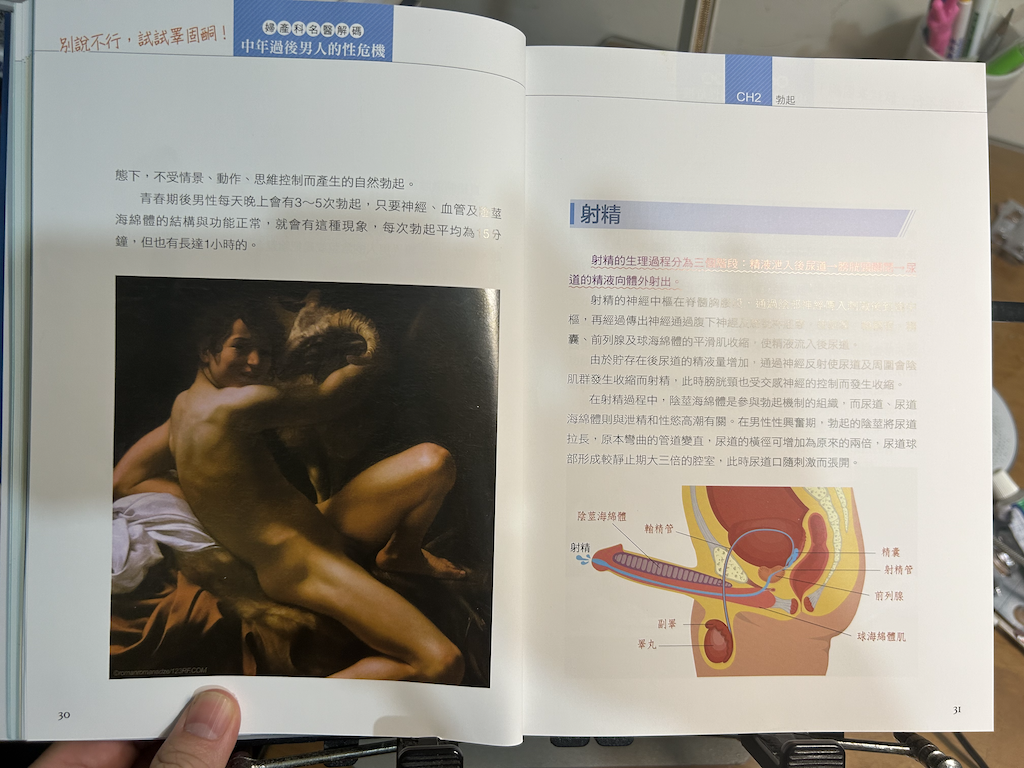 別說不行，試試睪固酮！
婦產科名醫解碼
中年過後男人的性危機
態下，不受情景、動作、思維控制而產生的自然勃起。
青春期後男性每天晚上會有3～5次勃起，只要神經、血管及陰莖
海綿體的結構與功能正常，就會有這種現象，每次勃起平均為15分
鐘，但也有長達1小時的。
30
CH2 勃起
射精
射精的生理過程分為三個階段：精液泄入後尿道→
道的精液向體外射出。
射精的神經中樞在脊髓胸
樞，再經過傳出神經通過腹下神經
囊、前列腺及球海綿體的平滑肌收縮，使精液流入後尿道。
由於貯存在後尿道的精液量增加，通過神經反射使尿道及周圍會陰
肌群發生收縮而射精，此時膀胱頸也受交感神經的控制而發生收縮。
在射精過程中，陰莖海綿體是參與勃起機制的組織，而尿道、尿道
海綿體則與泄精和性慾高潮有關。在男性性興奮期，勃起的陰莖將尿道
拉長，原本彎曲的管道變直，尿道的橫徑可增加為原來的兩倍，尿道球
部形成較靜止期大三倍的腔室，此時尿道口隨刺激而張開。
陰莖海綿體
輸精管
射精
精囊
射精管
前列腺
副睪
球海綿體肌
睪丸
31